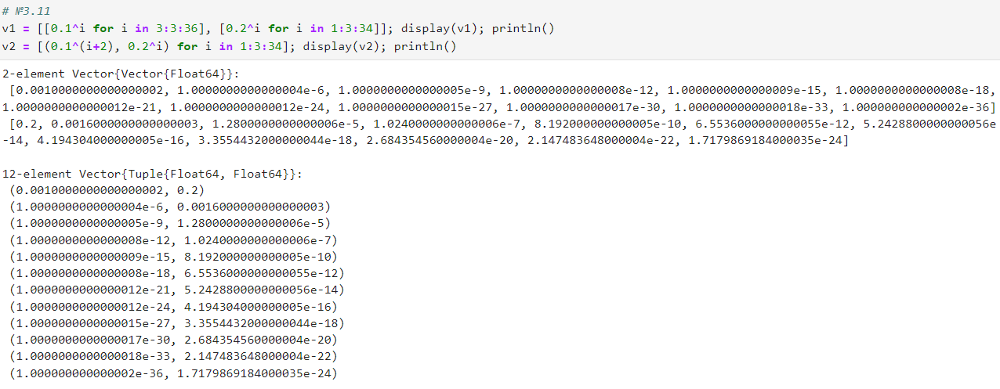 # №3.11
v1 = [[0.1^i for i in 3:3:36], [0.2^i for i in 1:3:34]]; display(v1); println()
v2 = [(0.1^(i+2), 0.2^i) for i in 1:3:34]; display(v2); println()
2-element Vector{Vector{Float64}}:
[0.0010000000000000002, 1.0000000000000004e-6, 1.0000000000000005e-9, 1.0000000000000008e-12, 1.0000000000000009e-15, 1.0000000000000008e-18,
1.0000000000000012e-21, 1.0000000000000012e-24, 1.0000000000000015e-27, 1.0000000000000017e-30, 1.0000000000000018e-33, 1.000000000000002e-36]
[0.2, 0.0016000000000000003, 1.2800000000000006e-5, 1.0240000000000006e-7, 8.192000000000005e-10, 6.5536000000000055e-12, 5.2428800000000056e
-14, 4.194304000000005e-16, 3.3554432000000044e-18, 2.684354560000004e-20, 2.147483648000004e-22, 1.7179869184000035e-24]
12-element Vector{Tuple{Float64, Float64}}:
(0.0010000000000000002, 0.2)
(1.0000000000000004e-6, 0.0016000000000000003)
(1.0000000000000005e-9, 1.2800000000000006e-5)
(1.0000000000000008e-12, 1.0240000000000006e-7)
(1.0000000000000009e-15, 8.192000000000005e-10)
(1.0000000000000008e-18, 6.5536000000000055e-12)
(1.0000000000000012e-21, 5.2428800000000056e-14)
(1.0000000000000012e-24, 4.194304000000005e-16)
(1.0000000000000015e-27, 3.3554432000000044e-18)
(1.0000000000000017e-30, 2.684354560000004e-20)
(1.0000000000000018e-33, 2.147483648000004e-22)
(1.000000000000002e-36, 1.7179869184000035e-24)